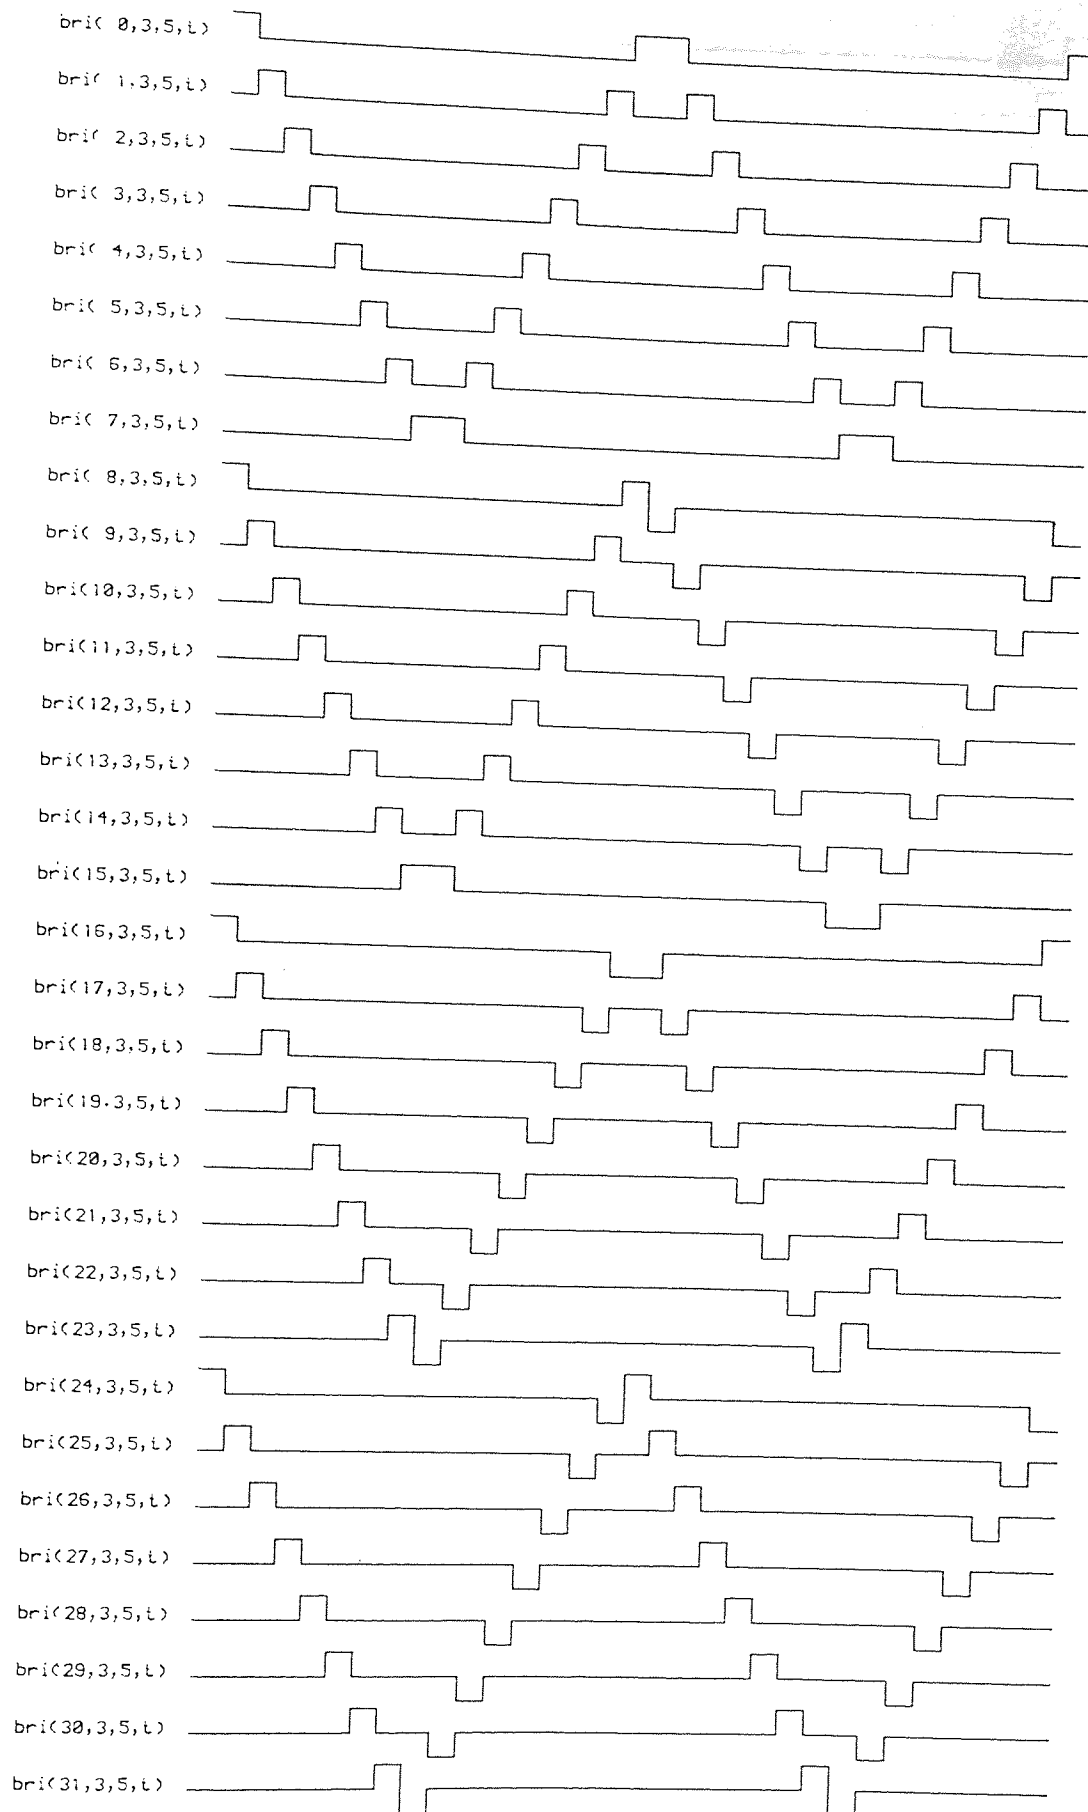 bri( 0,3,5,t)
bri( 1,3,5,t)
bri( 2,3,5,t)
bri( 3,3,5,t)
bri( 4,3,5,t)
bri( 5,3,5,t)
bri( 6,3,5,t)
bri( 7,3,5,t)
bri( 8,3,5,t)
bri( 9,3,5,t)
bri(10,3,5,t)
bri(11,3,5,t)
bri(12,3,5,t)
bri(13,3,5,t)
bri(14,3,5,t)
bri(15,3,5,t)
bri(16,3,5,t)
bri(17,3,5,t)
bri(18,3,5,t)
bri(19,3,5,t)
bri(20,3,5,t)
bri(21,3,5,t)
bri(22,3,5,t)
bri(23,3,5,t)
bri(24,3,5,t)
bri(25,3,5,t)
bri(26,3,5,t)
bri(27,3,5,t)
bri(28,3,5,t)
bri(29,3,5,t)
bri(30,3,5,t)
bri(31,3,5,t)